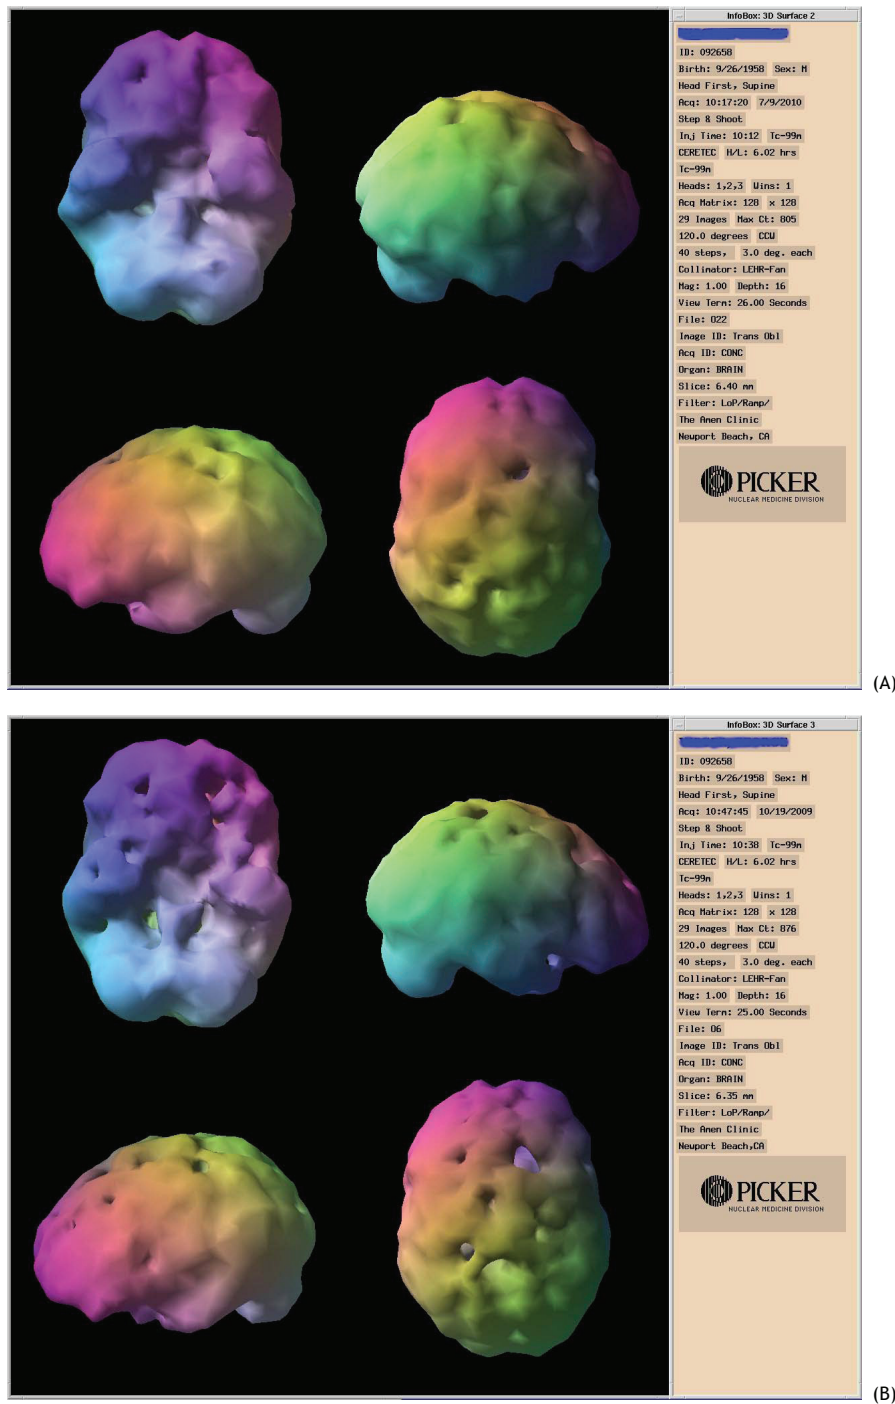 InfoBox: 3D Surface 2
ID: 092658
Birth: 9/26/1958 Sex: M
Head First, Supine
Acq: 10:17:20 7/9/2010
Step & Shoot
Inj Time: 10:12 Tc-99m
CERETEC H/L: 6.02 hrs
Tc-99m
Heads: 1,2,3 Wins: 1
Acq Matrix: 128 x 128
29 Images Max Ct: 805
120.0 degrees CCW
40 steps, 3.0 deg. each
Collimator: LEHR-Fan
Mag: 1.00 Depth: 16
View Term: 26.00 Seconds
File: 022
Image ID: Trans Obl
Acq ID: CONC
Organ: BRAIN
Slice: 6.40 mm
Filter: LoP/Ramp/
The Amen Clinic
Newport Beach, CA
PICKER
NUCLEAR MEDICINE DIVISION
(A)
InfoBox: 3D Surface 3
ID: 092658
Birth: 9/26/1958 Sex: M
Head First, Supine
Acq: 10:47:45 10/19/2009
Step & Shoot
Inj Time: 10:38 Tc-99m
CERETEC H/L: 6.02 hrs
Tc-99m
Heads: 1,2,3 Wins: 1
Acq Matrix: 128 x 128
29 Images Max Ct: 876
120.0 degrees CCW
40 steps, 3.0 deg. each
Collimator: LEHR-Fan
Mag: 1.00 Depth: 16
View Term: 25.00 Seconds
File: 06
Image ID: Trans Obl
Acq ID: CONC
Organ: BRAIN
Slice: 6.35 mm
Filter: LoP/Ramp/
The Amen Clinic
Newport Beach,CA
PICKER
NUCLEAR MEDICINE DIVISION
(B)